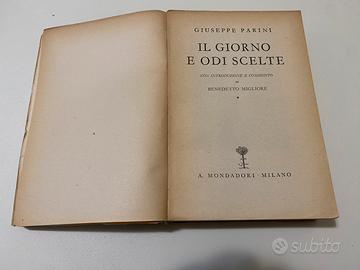 GIUSEPPE PARINI
IL GIORNO
E ODI SCELTE
CON INTRODUZIONE E COMMENTO
DI
BENEDETTO MIGLIORE
A. MONDADORI MILANO
subito